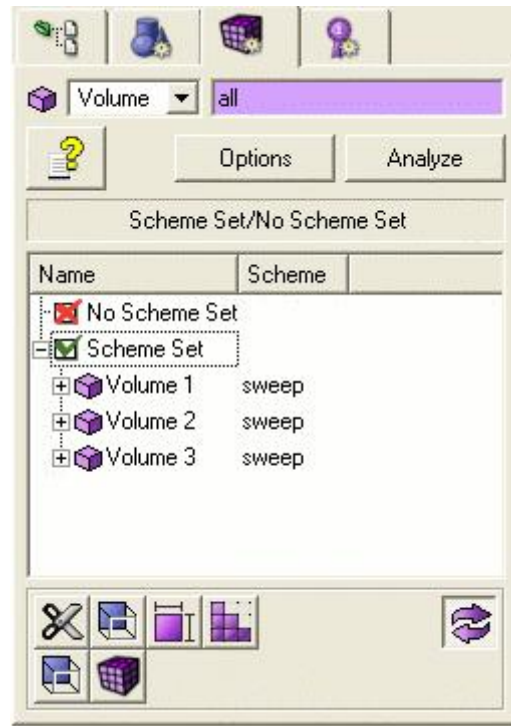 Volume all
Options Analyze
Scheme Set/No Scheme Set
Name Scheme
No Scheme Set
Scheme Set
Volume 1 sweep
Volume 2 sweep
Volume 3 sweep